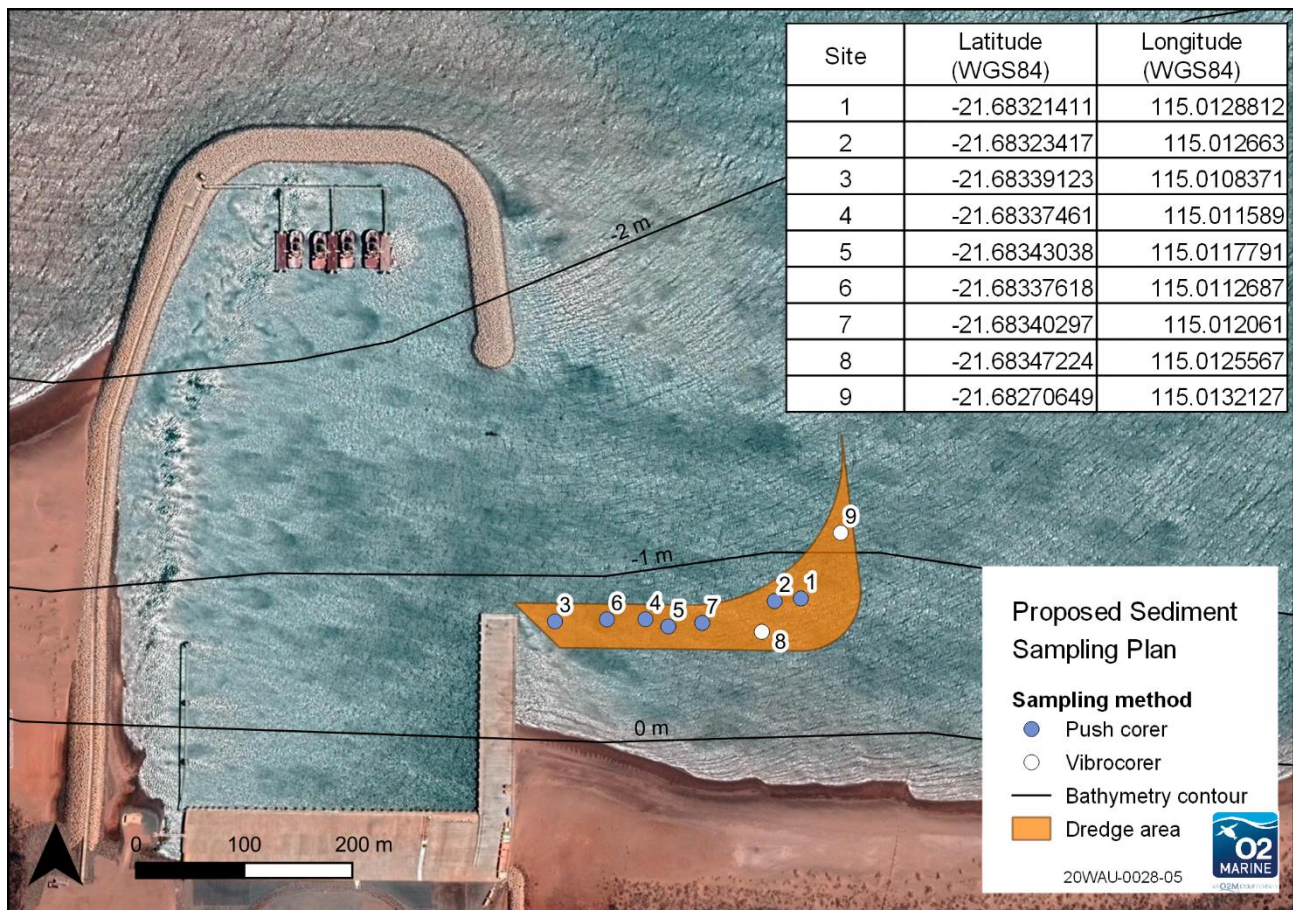 Site Latitude (WGS84) Longitude (WGS84)
1 -21.68321411 115.0128812
2 -21.68323417 115.012663
3 -21.68339123 115.0108371
4 -21.68337461 115.011589
5 -21.68343038 115.0117791
6 -21.68337618 115.0112687
7 -21.68340297 115.012061
8 -21.68347224 115.0125567
9 -21.68270649 115.0132127
-2 m
9
-1 m
2 1
3 6 4 5 7
8
0 m
0 100 200 m
Proposed Sediment
Sampling Plan
Sampling method
Push corer
Vibrocorer
Bathymetry contour
Dredge area
20WAU-0028-05
O2
MARINE